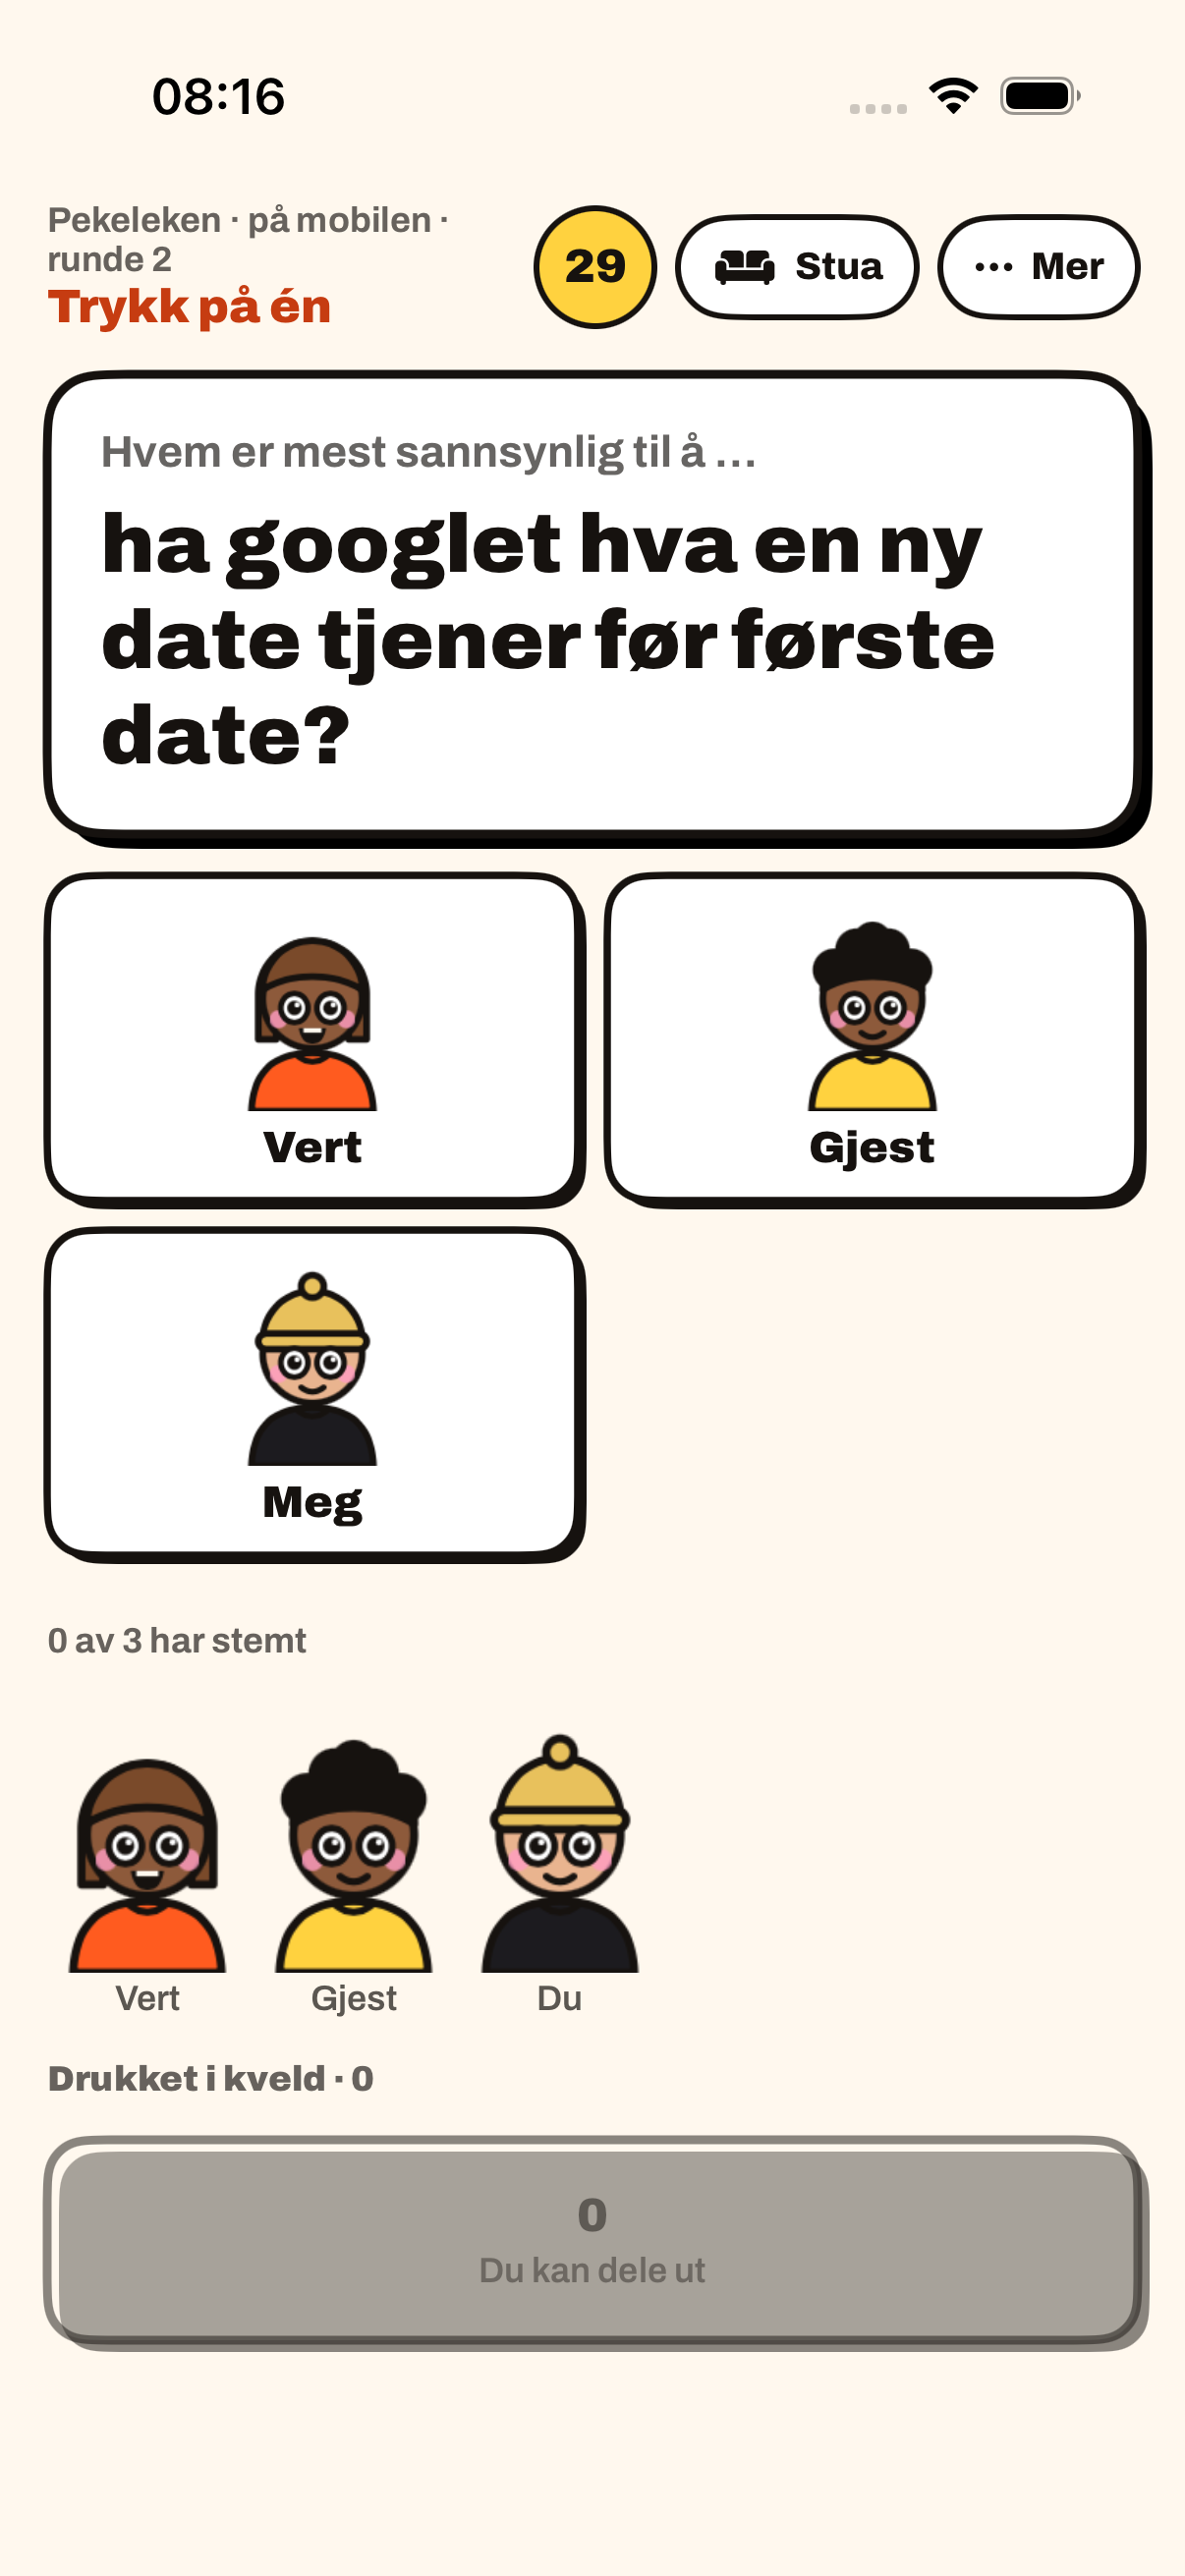 08:16
Pekeleken · på mobilen ·
runde 2
Trykk på én
29
Stua
Mer
Hvem er mest sannsynlig til å …
ha googlet hva en ny
date tjener før første
date?
Vert
Gjest
Meg
0 av 3 har stemt
Vert
Gjest
Du
Drukket i kveld · 0
0
Du kan dele ut